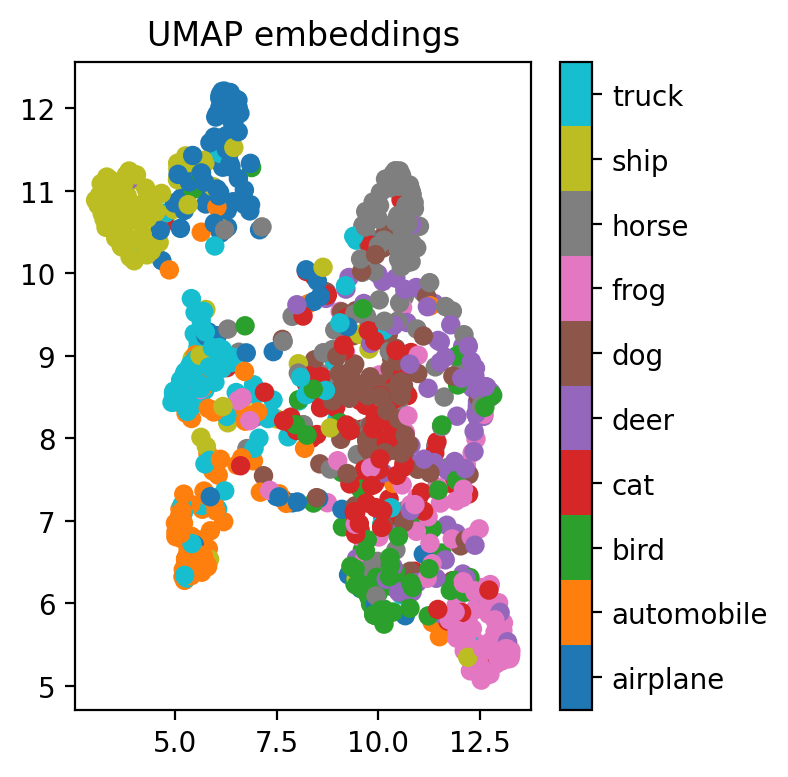 UMAP embeddings
12
11
10
9
8
7
6
5
5.0 7.5 10.0 12.5
truck
ship
horse
frog
dog
deer
cat
bird
automobile
airplane